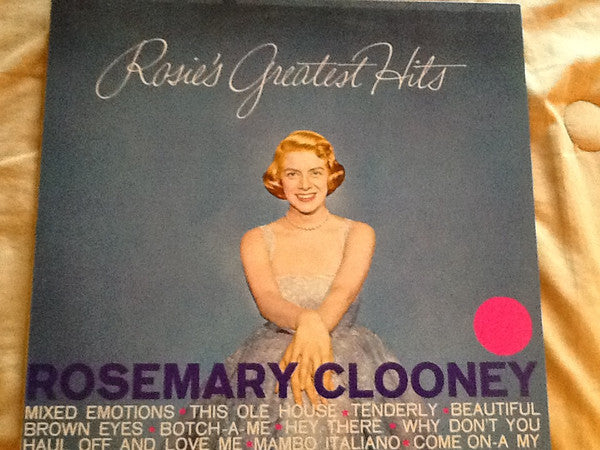 Rosie's Greatest Hits
ROSEMARY CLOONEY
MIXED EMOTIONS * THIS OLE HOUSE * TENDERLY * BEAUTIFUL
BROWN EYES * BOTCH-A-ME * HEY THERE * WHY DON'T YOU
HAUL OFF AND LOVE ME * MAMBO ITALIANO * COME ON-A MY